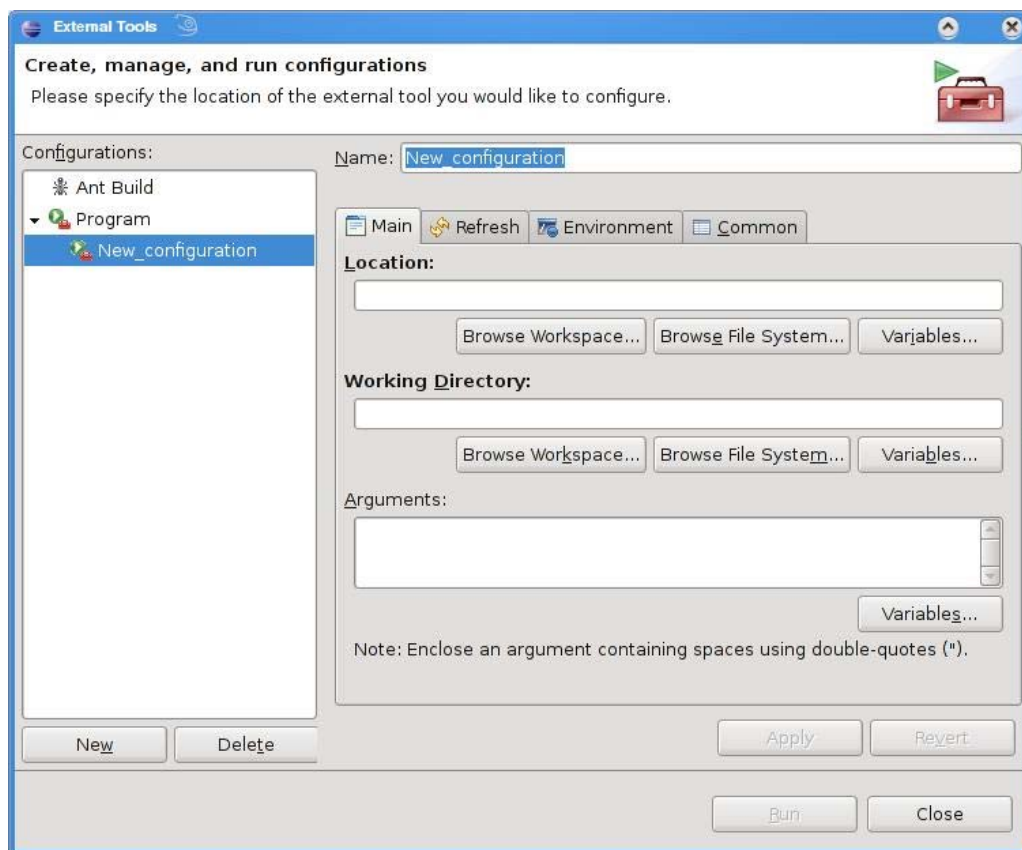 External Tools
Create, manage, and run configurations
Please specify the location of the external tool you would like to configure.
Configurations:
Ant Build
Program
New_configuration
New
Delete
Name: New_configuration
Main Refresh Environment Common
Location:
Browse Workspace... Browse File System... Variables...
Working Directory:
Browse Workspace... Browse File System... Variables...
Arguments:
Variables...
Note: Enclose an argument containing spaces using double-quotes (").
Apply Revert
Run Close